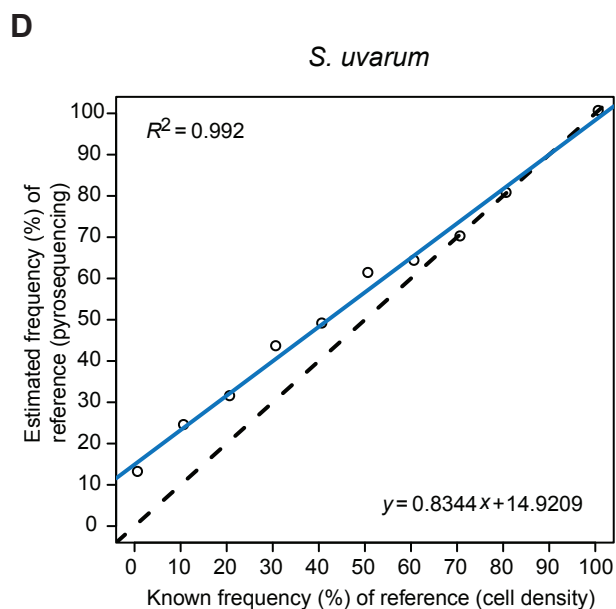 D
S. uvarum
R² = 0.992
Estimated frequency (%) of
reference (pyrosequencing)
100
90
80
70
60
50
40
30
20
10
0
y = 0.8344 x + 14.9209
0 10 20 30 40 50 60 70 80 90 100
Known frequency (%) of reference (cell density)